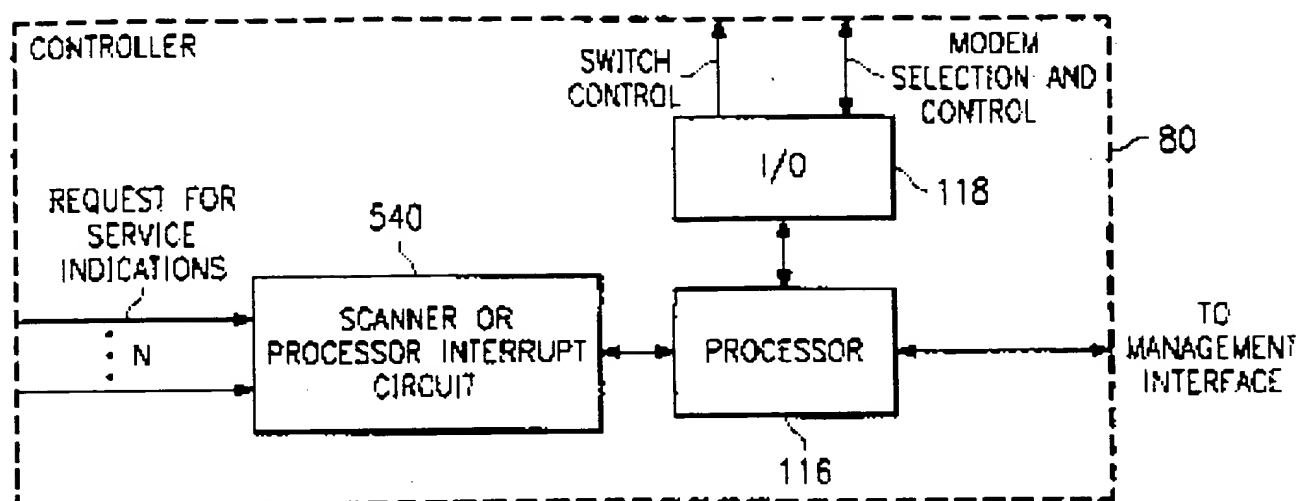 CONTROLLER
SWITCH
CONTROL
MODEM
SELECTION AND
CONTROL
80
I/O
118
REQUEST FOR
SERVICE
INDICATIONS
N
540
SCANNER OR
PROCESSOR INTERRUPT
CIRCUIT
PROCESSOR
116
TO
MANAGEMENT
INTERFACE